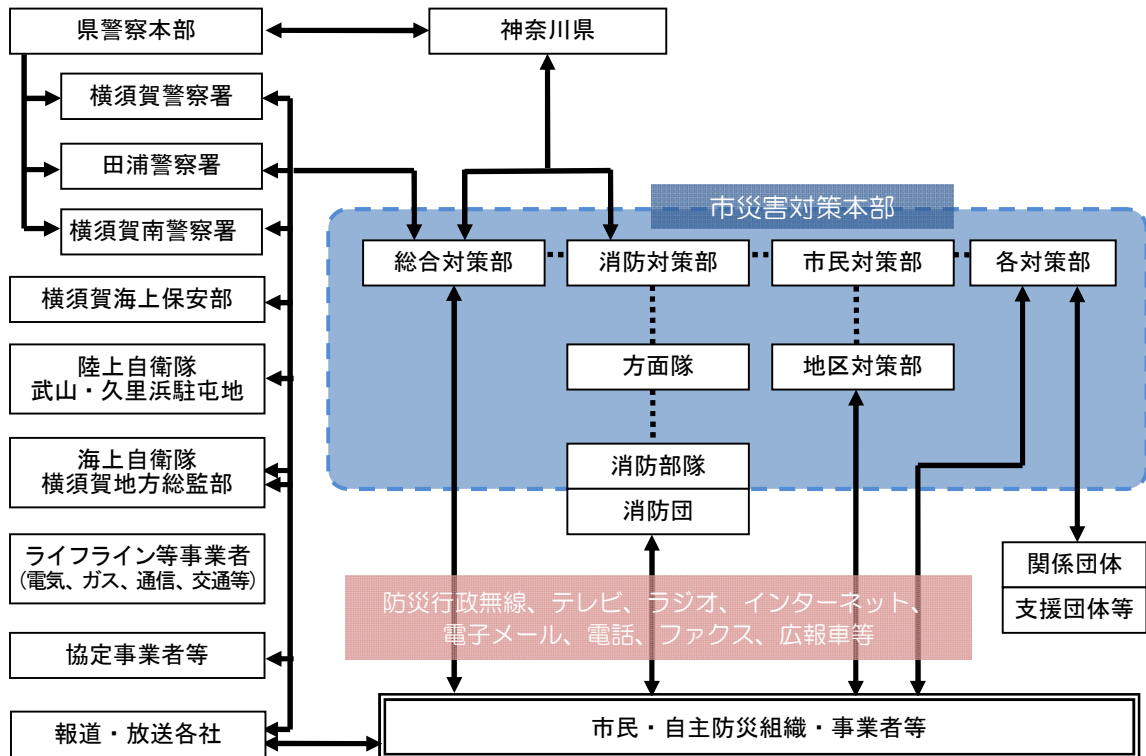 県警察本部
神奈川県
横須賀警察署
田浦警察署
横須賀南警察署
横須賀海上保安部
陸上自衛隊
武山・久里浜駐屯地
海上自衛隊
横須賀地方総監部
ライフライン等事業者
(電気、ガス、通信、交通等)
協定事業者等
報道・放送各社
市災害対策本部
総合対策部
消防対策部
市民対策部
各対策部
方面隊
地区対策部
消防部隊
消防団
関係団体
支援団体等
防災行政無線、テレビ、ラジオ、インターネット、
電子メール、電話、ファクス、広報車等
市民・自主防災組織・事業者等